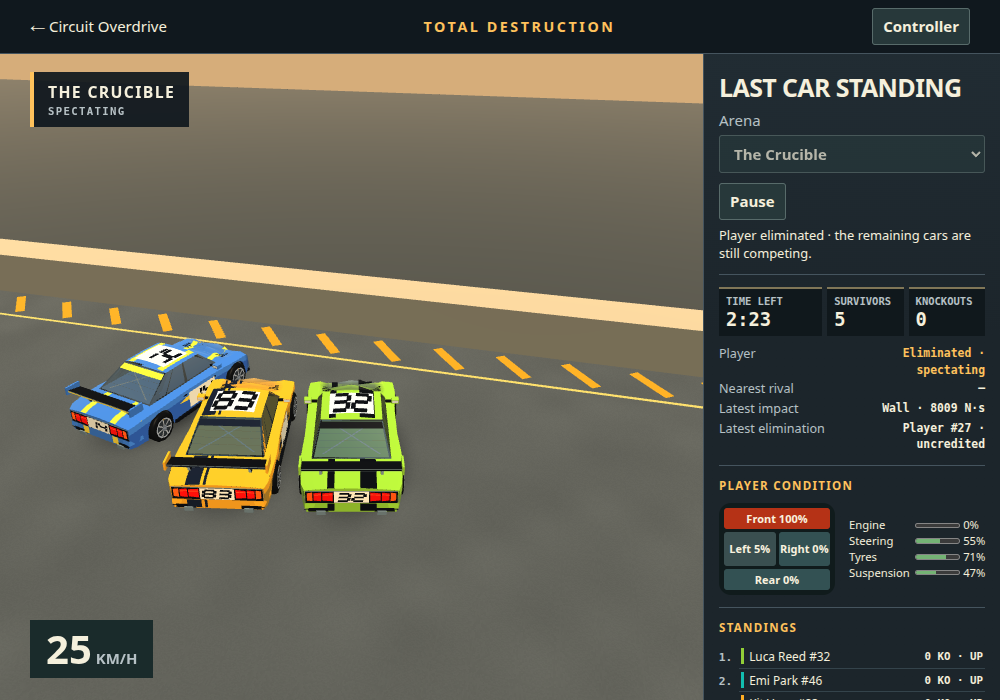 ← Circuit Overdrive
TOTAL DESTRUCTION
Controller
THE CRUCIBLE
SPECTATING
14
83
32
14
83
32
25 KM/H
LAST CAR STANDING
Arena
The Crucible
Pause
Player eliminated · the remaining cars are
still competing.
TIME LEFT
2:23
SURVIVORS
5
KNOCKOUTS
0
Player
Eliminated ·
spectating
Nearest rival
—
Latest impact
Wall · 8009 N·s
Latest elimination
Player #27 ·
uncredited
PLAYER CONDITION
Front 100%
Left 5%
Right 0%
Rear 0%
Engine 0%
Steering 55%
Tyres 71%
Suspension 47%
STANDINGS
1. Luca Reed #32 0 KO · UP
2. Emi Park #46 0 KO · UP